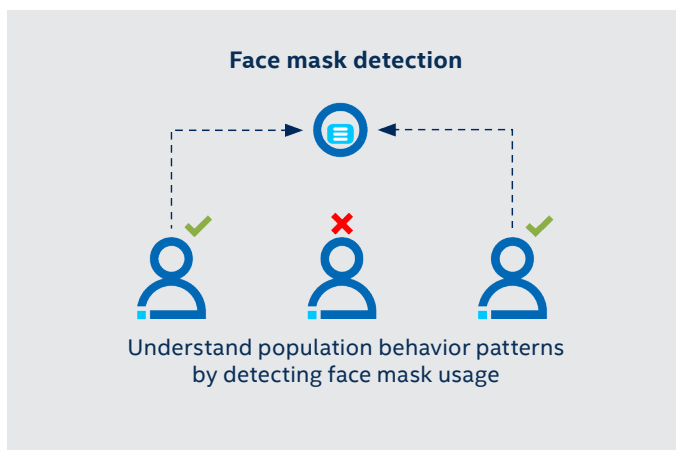 Face mask detection
Understand population behavior patterns
by detecting face mask usage